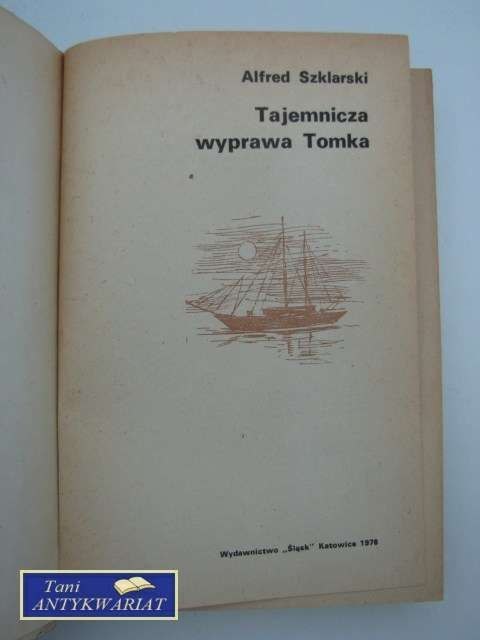 Alfred Szklarski
Tajemnicza
wyprawa Tomka
Wydawnictwo „Śląsk” Katowice 1976
Tani
ANTYKWARIAT